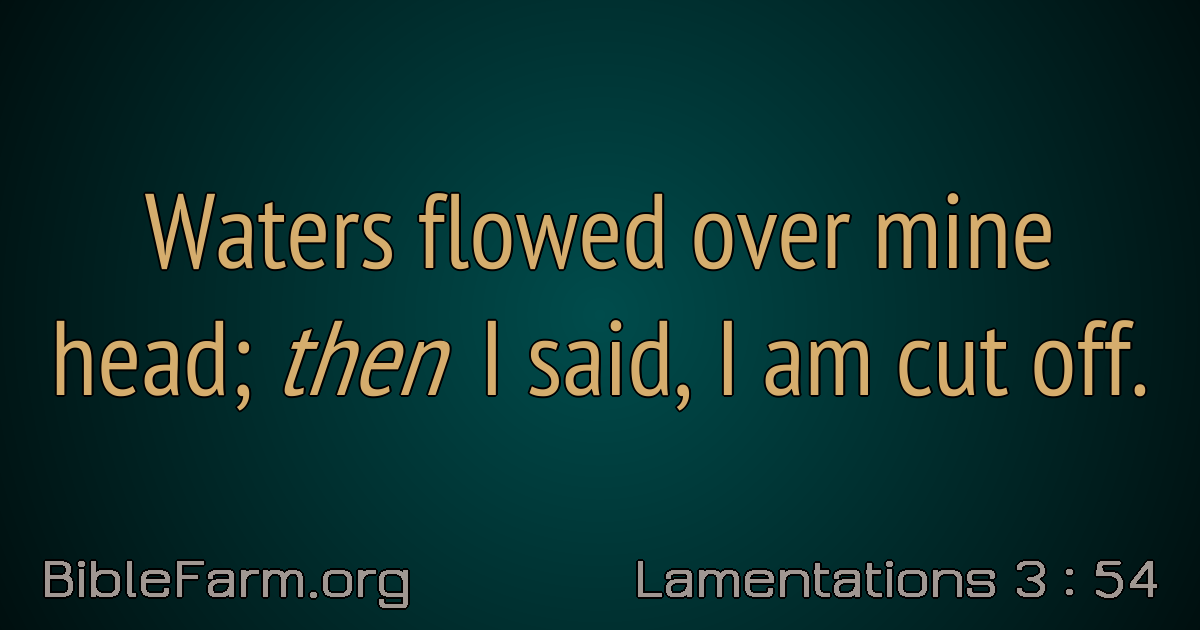 Waters flowed over mine
head; then I said, I am cut off.
BibleFarm.org
Lamentations 3 : 54